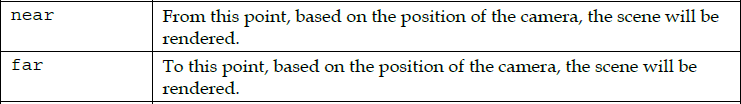 near From this point, based on the position of the camera, the scene will be
rendered.
far To this point, based on the position of the camera, the scene will be
rendered.